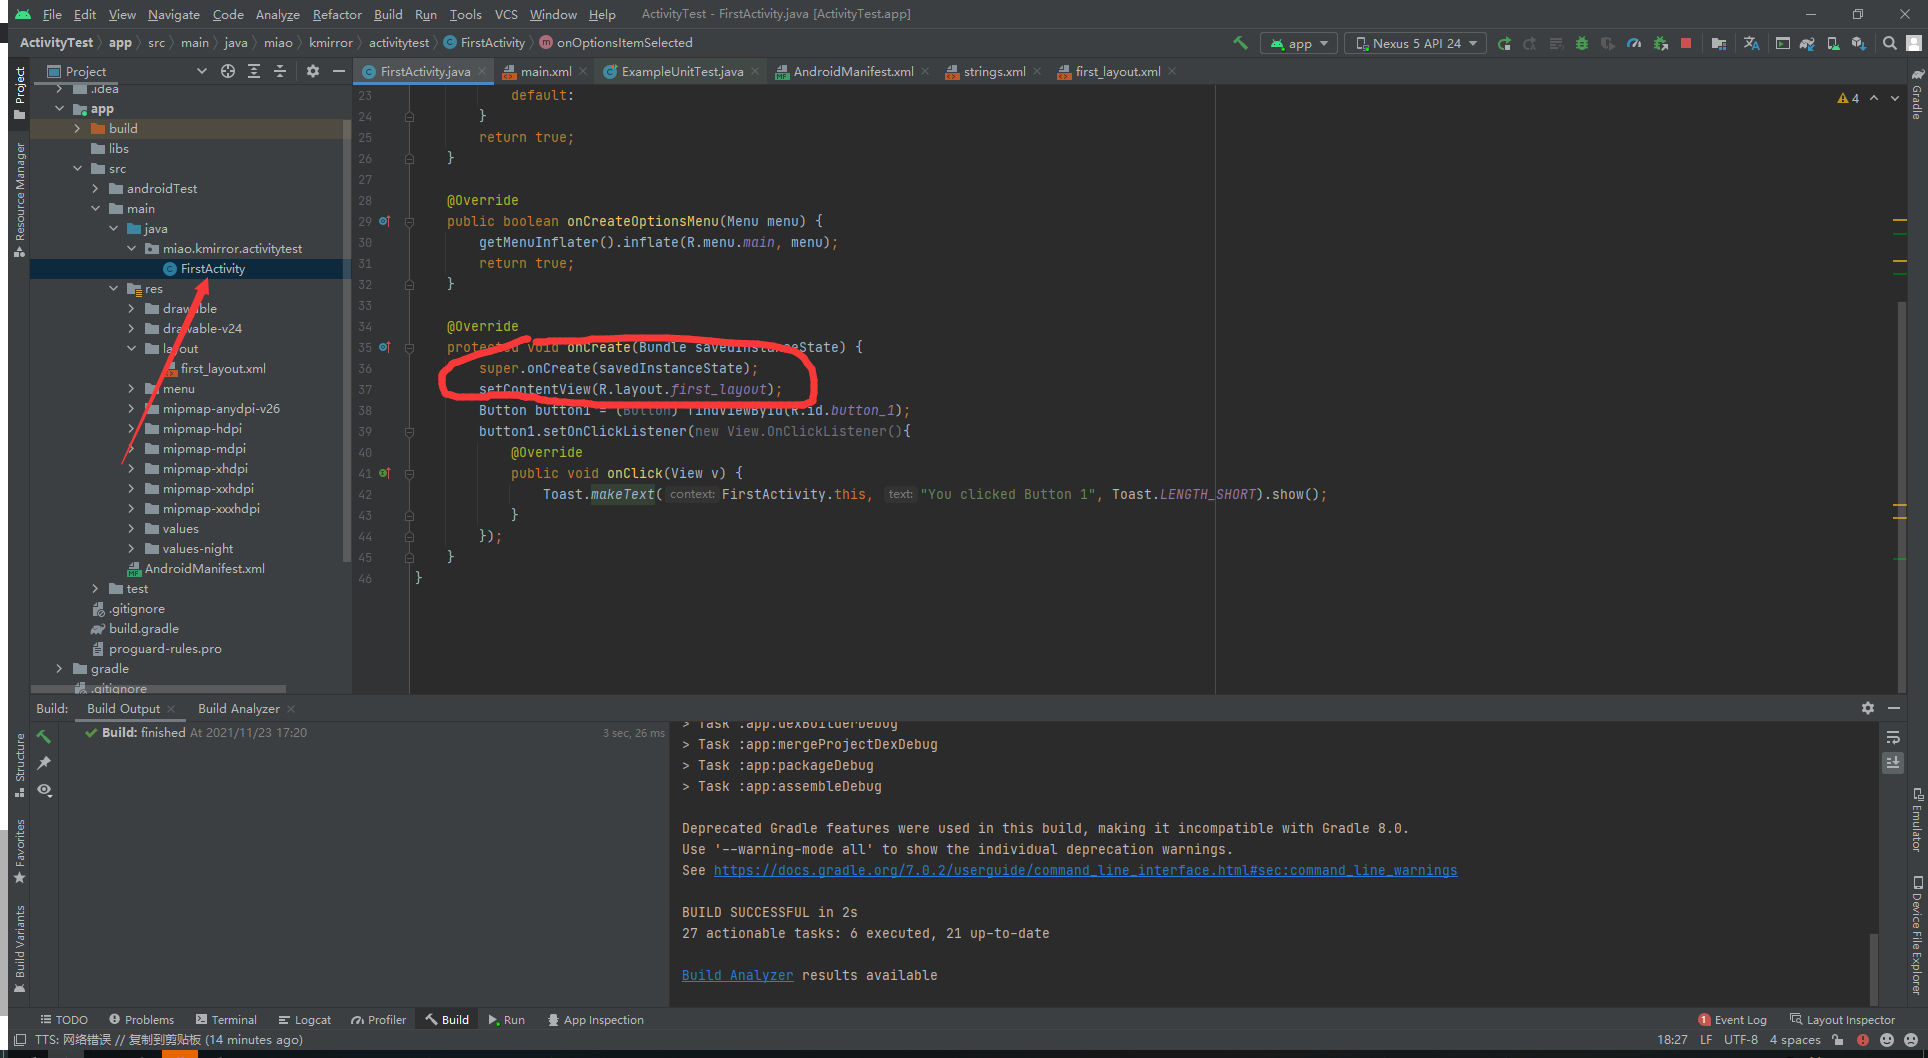 File Edit View Navigate Code Analyze Refactor Build Run Tools VCS Window Help ActivityTest - FirstActivity.java [ActivityTest.app]
ActivityTest app src main java miao kmirror activitytest FirstActivity onOptionsItemSelected app Nexus 5 API 24
Project
FirstActivity.java main.xml ExampleUnitTest.java AndroidManifest.xml strings.xml first_layout.xml
Project
Resource Manager
Structure
Favorites
Build Variants
.idea
app
build
libs
src
androidTest
main
java
miao.kmirror.activitytest
FirstActivity
res
drawable
drawable-v24
layout
first_layout.xml
menu
mipmap-anydpi-v26
mipmap-hdpi
mipmap-mdpi
mipmap-xhdpi
mipmap-xxhdpi
mipmap-xxxhdpi
values
values-night
AndroidManifest.xml
test
.gitignore
build.gradle
proguard-rules.pro
gradle
.gitignore
4
23 default:
24 }
25 return true;
26 }
27
28 @Override
29 public boolean onCreateOptionsMenu(Menu menu) {
30 getMenuInflater().inflate(R.menu.main, menu);
31 return true;
32 }
33
34 @Override
35 protected void onCreate(Bundle savedInstanceState) {
36 super.onCreate(savedInstanceState);
37 setContentView(R.layout.first_layout);
38 Button button1 = (Button) findViewById(R.id.button_1);
39 button1.setOnClickListener(new View.OnClickListener(){
40 @Override
41 public void onClick(View v) {
42 Toast.makeText( context: FirstActivity.this, text: "You clicked Button 1", Toast.LENGTH_SHORT).show();
43 }
44 });
45 }
46 }
Gradle
Emulator
Device File Explorer
Build: Build Output Build Analyzer
Build: finished At 2021/11/23 17:20 3 sec, 26 ms
> Task :app:dexBuilderDebug
> Task :app:mergeProjectDexDebug
> Task :app:packageDebug
> Task :app:assembleDebug
Deprecated Gradle features were used in this build, making it incompatible with Gradle 8.0.
Use '--warning-mode all' to show the individual deprecation warnings.
See https://docs.gradle.org/7.0.2/userguide/command_line_interface.html#sec:command_line_warnings
BUILD SUCCESSFUL in 2s
27 actionable tasks: 6 executed, 21 up-to-date
Build Analyzer results available
TODO Problems Terminal Logcat Profiler Build Run App Inspection 1 Event Log Layout Inspector
TTS: 网络错误 // 复制到剪贴板 (14 minutes ago) 18:27 LF UTF-8 4 spaces